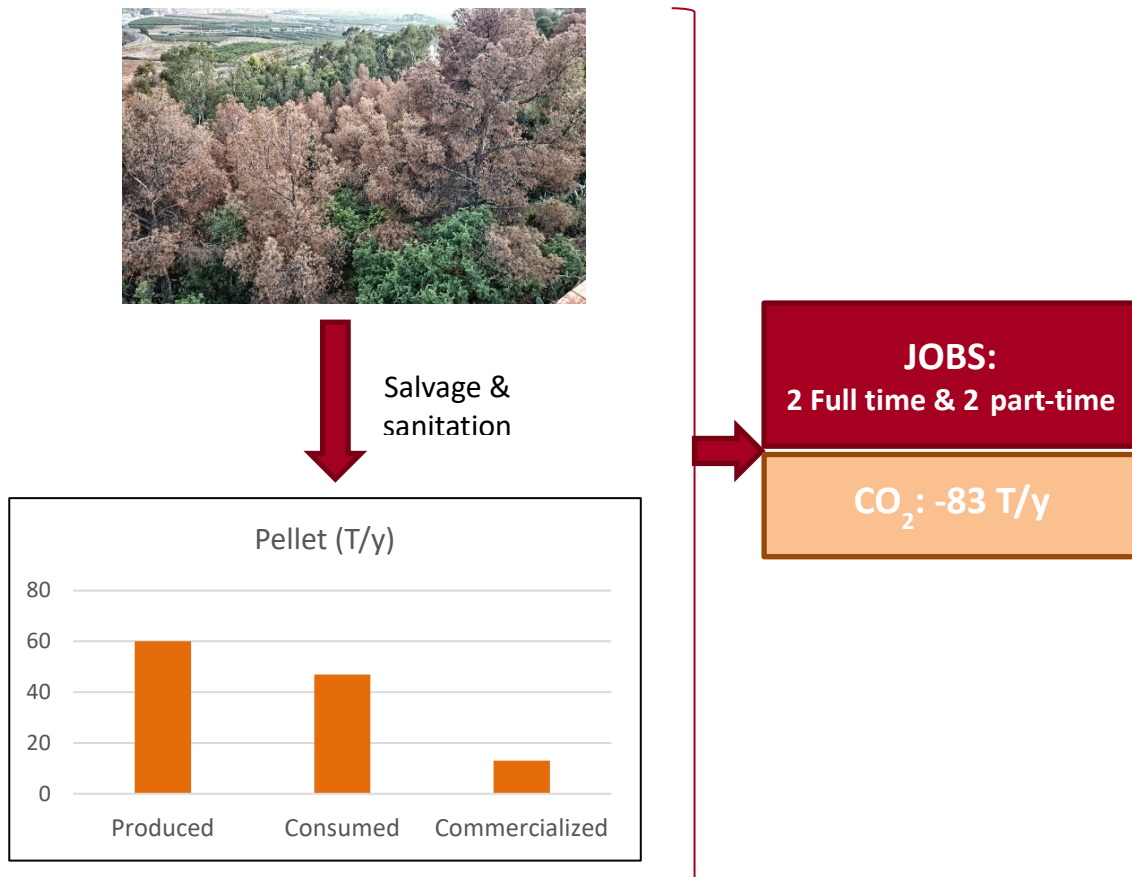 Salvage &
sanitation
Pellet (T/y)
80
60
40
20
0
Produced Consumed Commercialized
JOBS:
2 Full time & 2 part-time
CO₂: -83 T/y